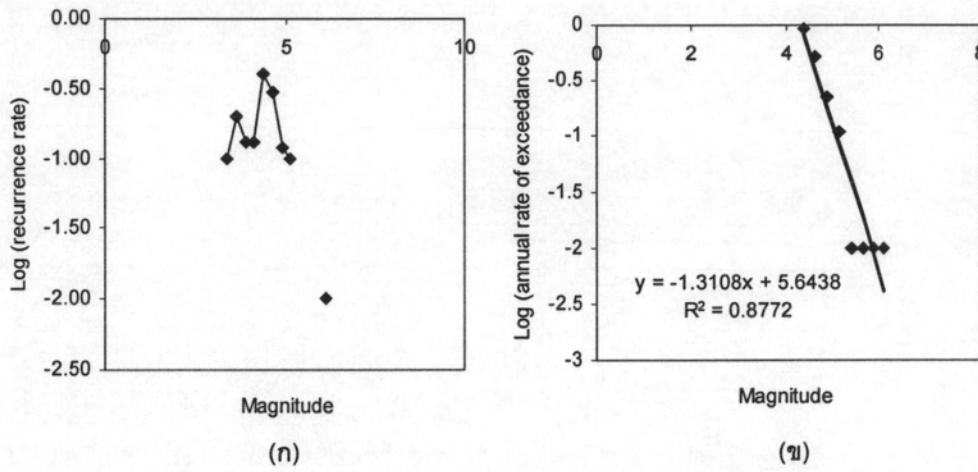 0.00
0 5 10
-0.50
-1.00
-1.50
-2.00
-2.50
Log (recurrence rate)
Magnitude
(ก)
0
0 2 4 6 8
-0.5
-1
-1.5
-2
-2.5
-3
Log (annual rate of exceedance)
y = -1.3108x + 5.6438
R² = 0.8772
Magnitude
(ข)